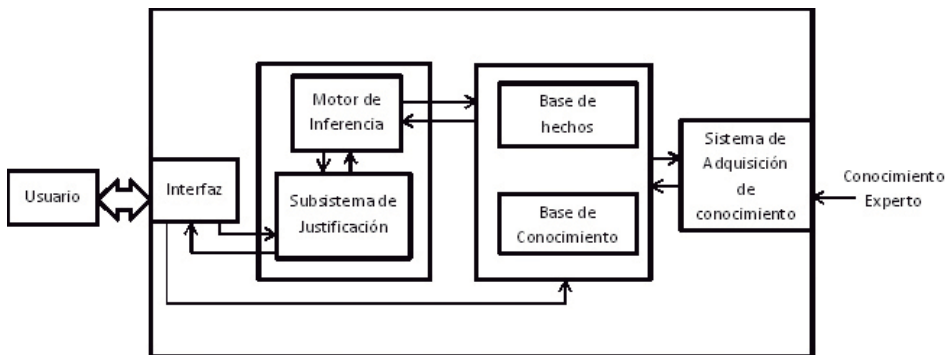 Usuario
Interfaz
Motor de
Inferencia
Subsistema de
Justificación
Base de
hechos
Base de
Conocimiento
Sistema de
Adquisición
de
conocimiento
Conocimiento
Experto